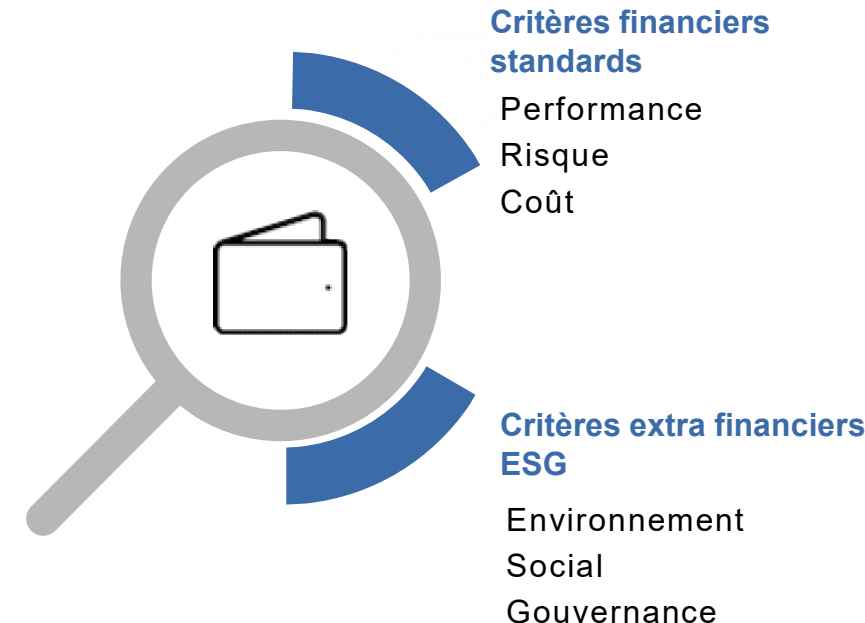 Critères financiers
standards
Performance
Risque
Coût
Critères extra financiers
ESG
Environnement
Social
Gouvernance